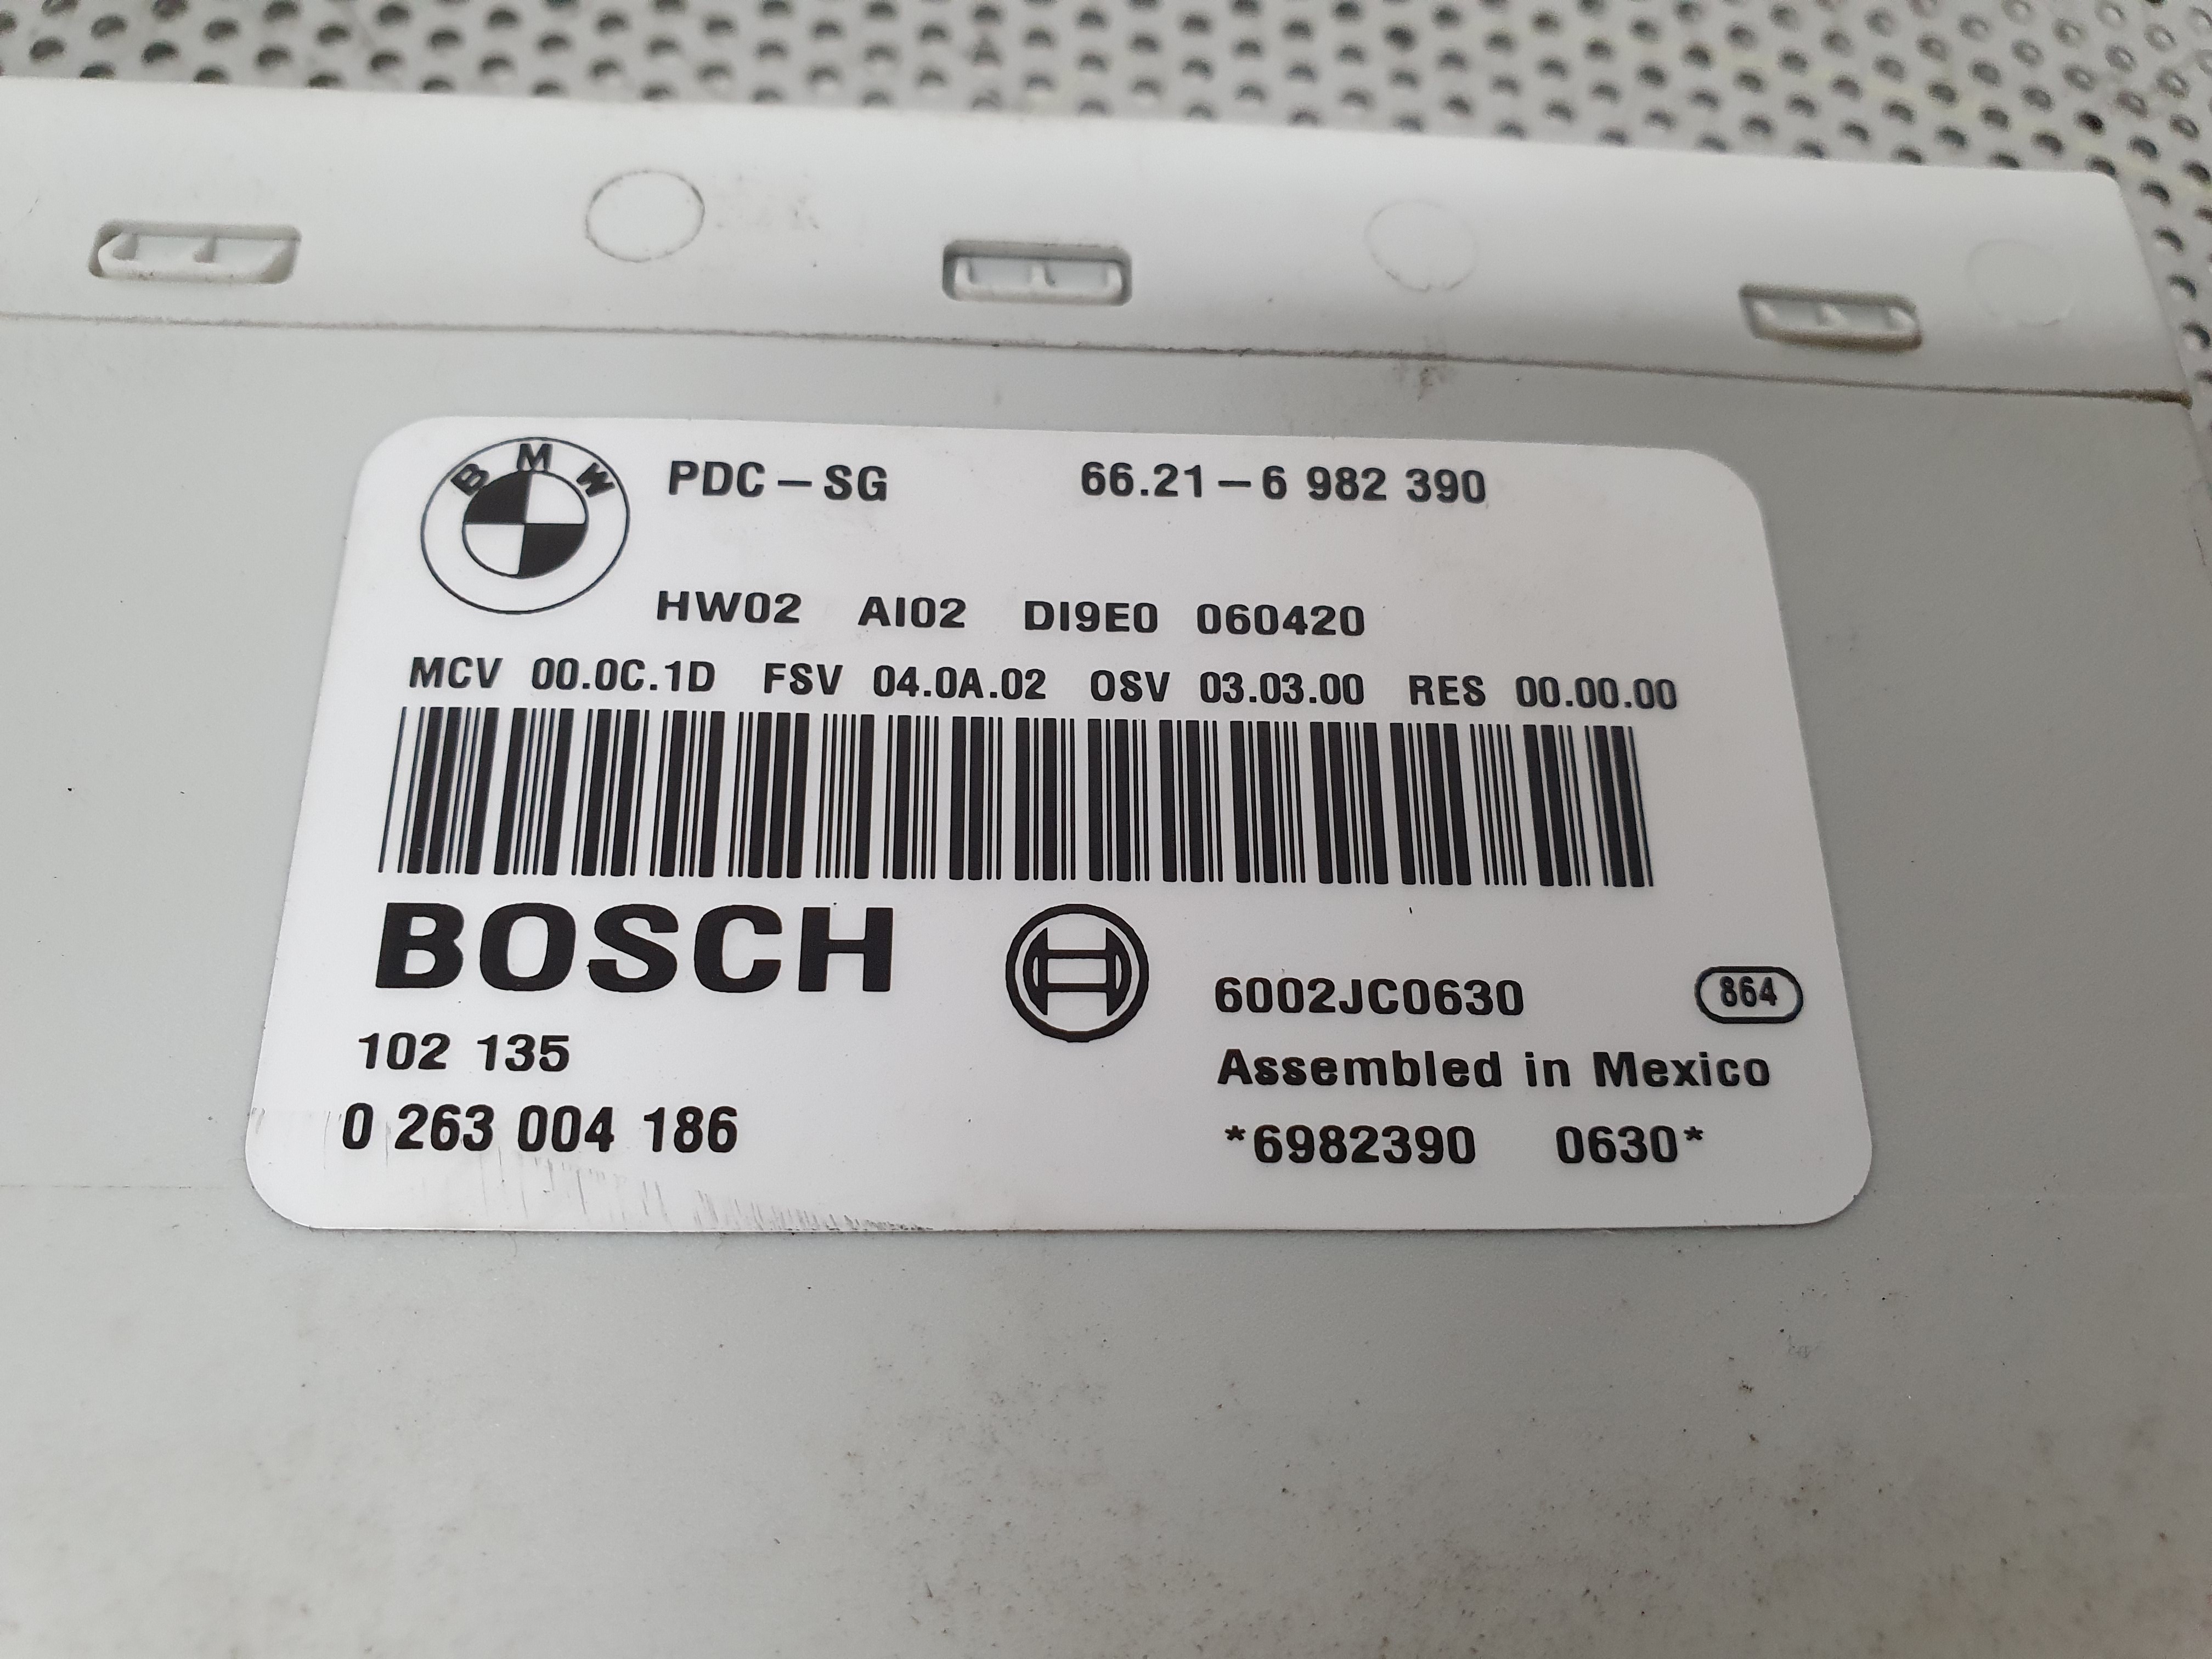 BMW
PDC – SG 66.21 – 6 982 390
HW02 AI02 DI9E0 060420
MCV 00.0C.1D FSV 04.0A.02 OSV 03.03.00 RES 00.00.00
BOSCH
6002JC0630 864
102 135
Assembled in Mexico
0 263 004 186
*6982390 0630*